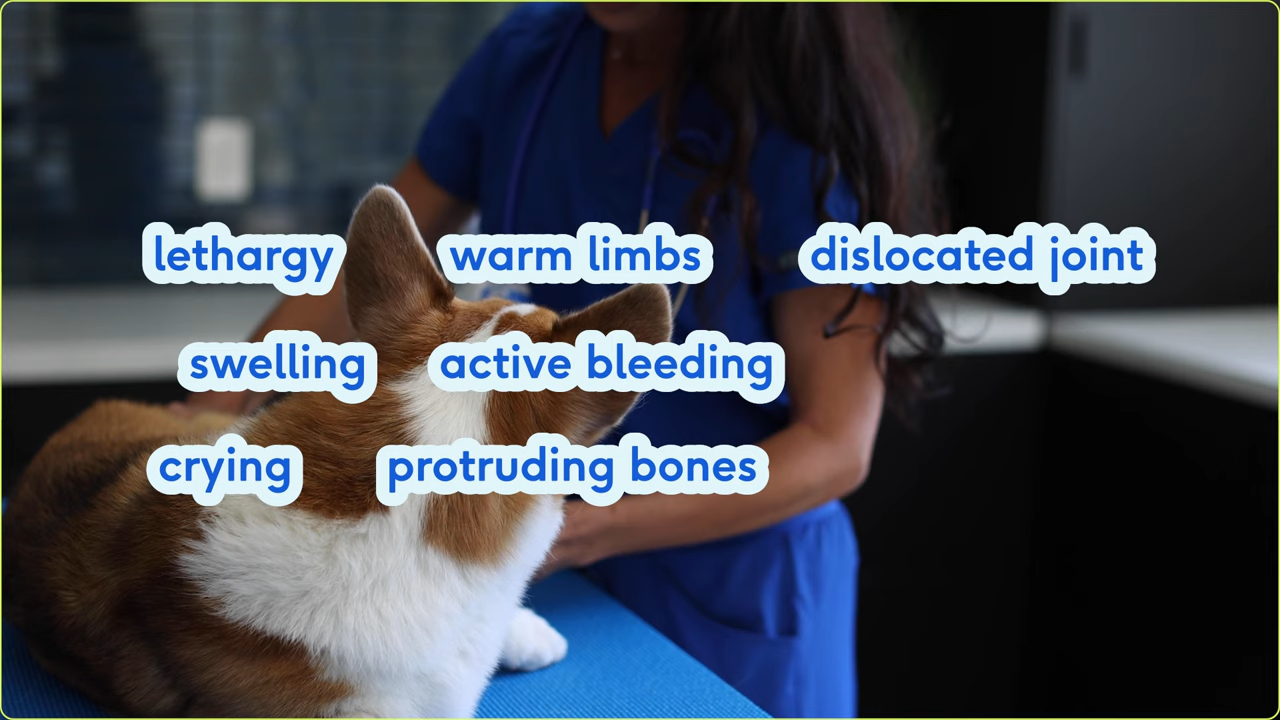 lethargy warm limbs dislocated joint
swelling active bleeding
crying protruding bones